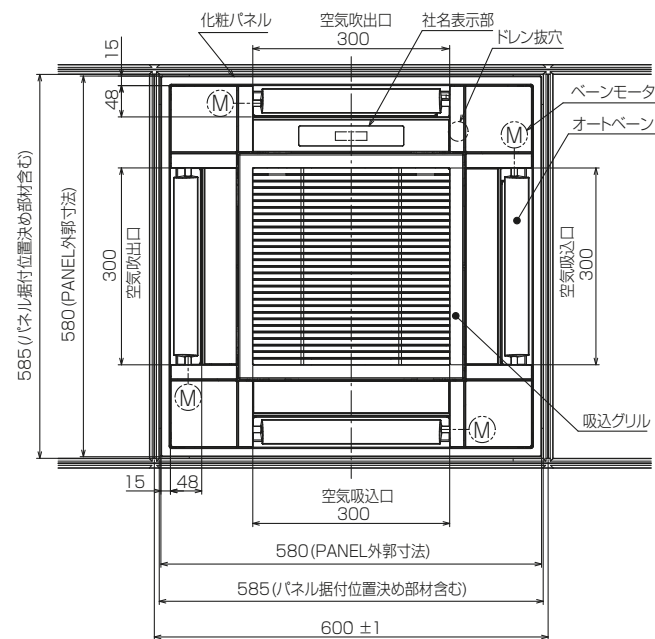 化粧パネル
空気吹出口
300
社名表示部
ドレン抜穴
15
48
M
M
ベーンモータ
オートベーン
585(パネル据付位置決め部材含む)
580(PANEL外郭寸法)
300
空気吹出口
空気吸込口
300
M
M
吸込グリル
15
48
空気吸込口
300
580(PANEL外郭寸法)
585(パネル据付位置決め部材含む)
600 ±1